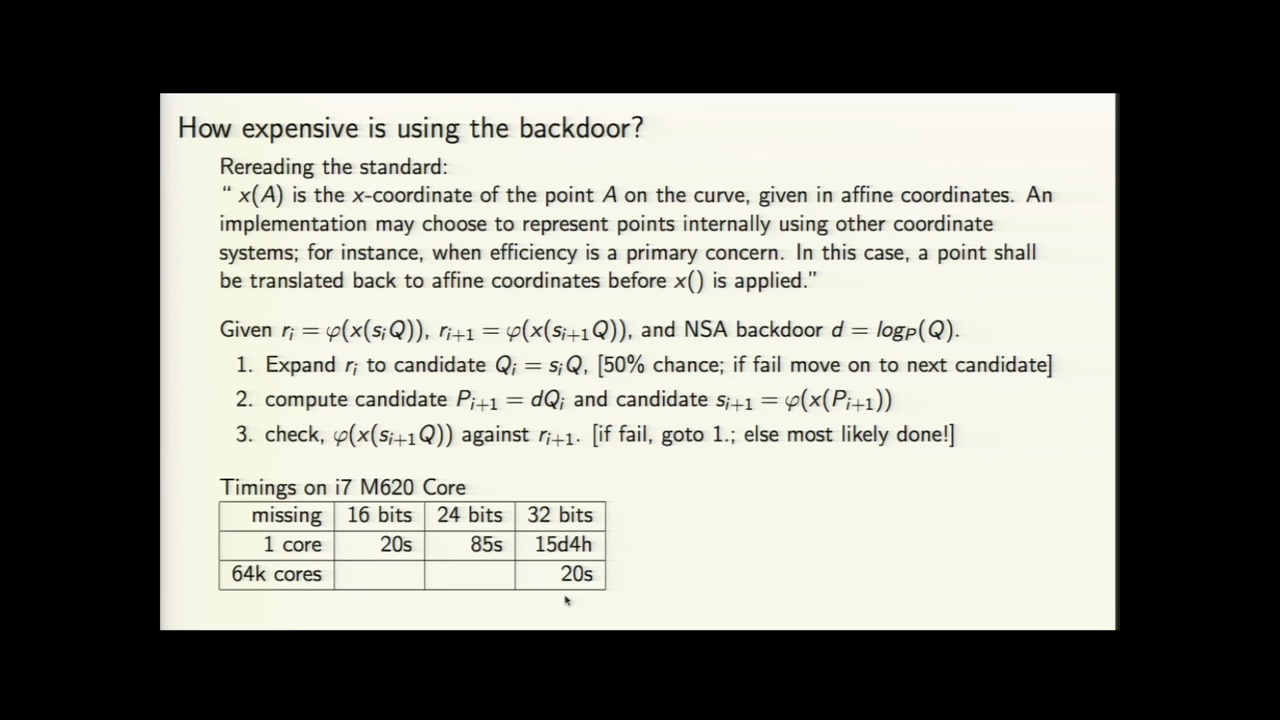 How expensive is using the backdoor?
Rereading the standard:
“ x(A) is the x-coordinate of the point A on the curve, given in affine coordinates. An
implementation may choose to represent points internally using other coordinate
systems; for instance, when efficiency is a primary concern. In this case, a point shall
be translated back to affine coordinates before x() is applied.”
Given rᵢ = φ(x(sᵢQ)), rᵢ₊₁ = φ(x(sᵢ₊₁Q)), and NSA backdoor d = log_P(Q).
1. Expand rᵢ to candidate Qᵢ = sᵢQ, [50% chance; if fail move on to next candidate]
2. compute candidate Pᵢ₊₁ = dQᵢ and candidate sᵢ₊₁ = φ(x(Pᵢ₊₁))
3. check, φ(x(sᵢ₊₁Q)) against rᵢ₊₁. [if fail, goto 1.; else most likely done!]
Timings on i7 M620 Core
missing 16 bits 24 bits 32 bits
1 core 20s 85s 15d4h
64k cores 20s